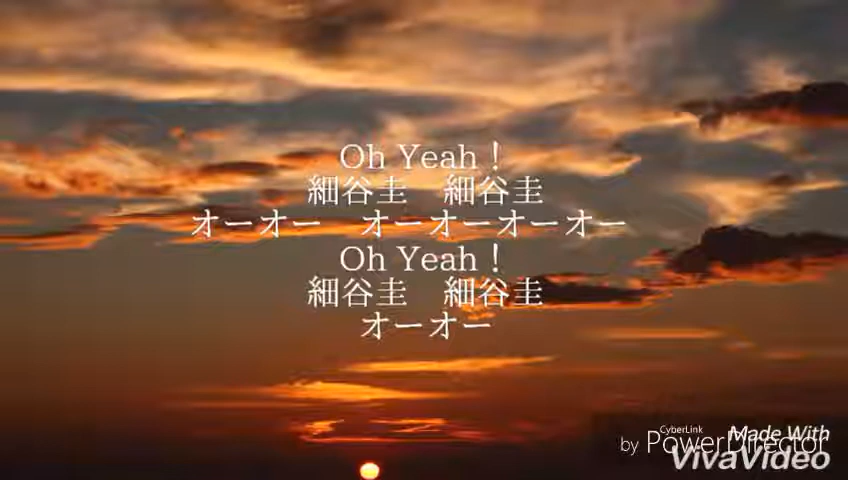 Oh Yeah！
細谷圭　細谷圭
オーオー　オーオーオーオー
Oh Yeah！
細谷圭　細谷圭
オーオー
CyberLink
by PowerDirector
Made With
VivaVideo